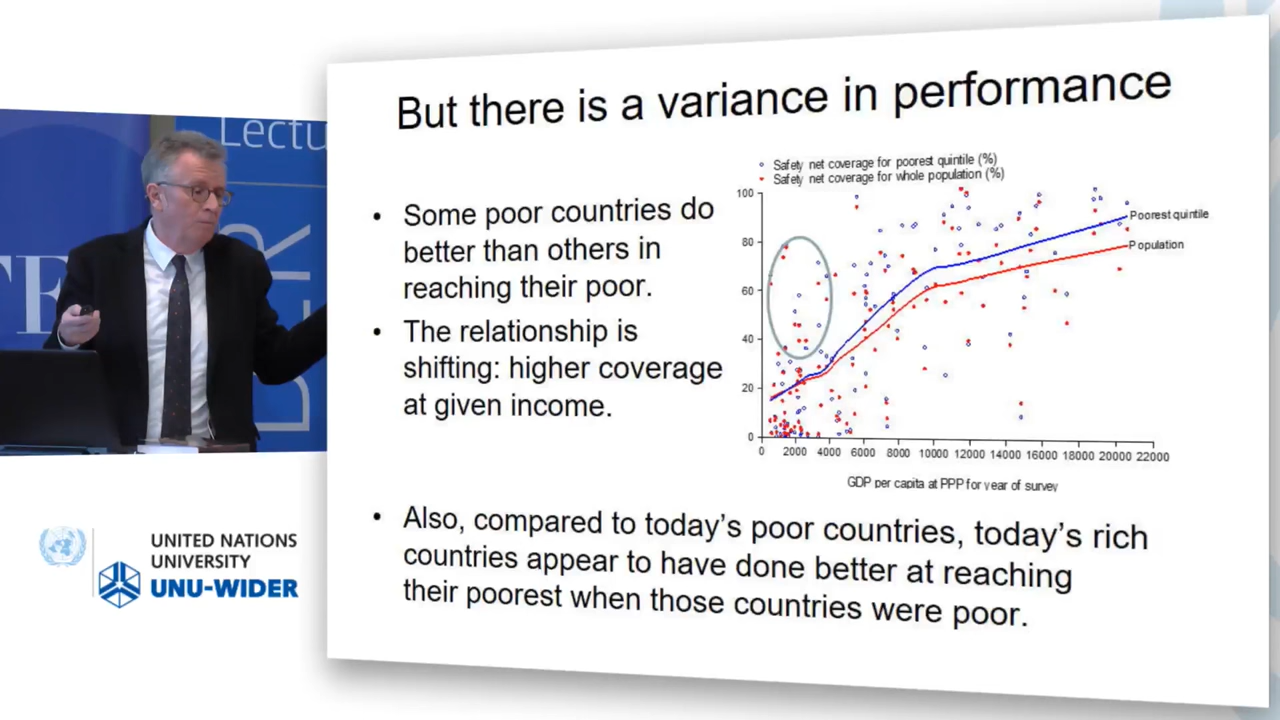 But there is a variance in performance
• Some poor countries do
better than others in
reaching their poor.
• The relationship is
shifting: higher coverage
at given income.
Safety net coverage for poorest quintile (%)
Safety net coverage for whole population (%)
100
80
60
40
20
0
Poorest quintile
Population
0 2000 4000 6000 8000 10000 12000 14000 16000 18000 20000 22000
GDP per capita at PPP for year of survey
• Also, compared to today's poor countries, today's rich
countries appear to have done better at reaching
their poorest when those countries were poor.
Lectu
UNITED NATIONS
UNIVERSITY
UNU-WIDER